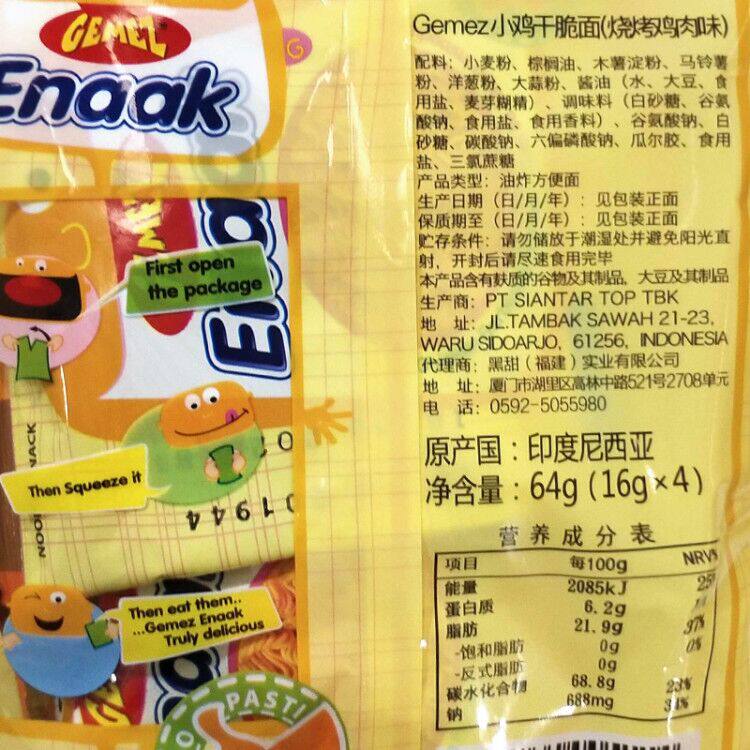 GEMEZ
Enaak
G
First open
the package
Then Squeeze it
Then eat them..
...Gemez Enaak
Truly delicious
PASTI
Gemez小鸡干脆面(烧烤鸡肉味)
配料：小麦粉、棕榈油、木薯淀粉、马铃薯
粉、洋葱粉、大蒜粉、酱油（水、大豆、食
用盐、麦芽糊精）、调味料（白砂糖、谷氨
酸钠、食用盐、食用香料）、谷氨酸钠、白
砂糖、碳酸钠、六偏磷酸钠、瓜尔胶、食用
盐、三氯蔗糖
产品类型：油炸方便面
生产日期（日/月/年）：见包装正面
保质期至（日/月/年）：见包装正面
贮存条件：请勿储放于潮湿处并避免阳光直
射，开封后请尽速食用完毕
本产品含有麸质的谷物及其制品，大豆及其制品
生产商：PT SIANTAR TOP TBK
地 址：JL.TAMBAK SAWAH 21-23,
WARU SIDOARJO, 61256, INDONESIA
代理商：黑甜（福建）实业有限公司
地 址：厦门市湖里区高林中路521号2708单元
电 话：0592-5055980
原产国：印度尼西亚
净含量：64g（16g×4）
营养成分表
项目 每100g NRV%
能量 2085kJ 25%
蛋白质 6.2g
脂肪 21.9g 37%
-饱和脂肪 0g 0%
-反式脂肪 0g
碳水化合物 68.8g 23%
钠 688mg 34%